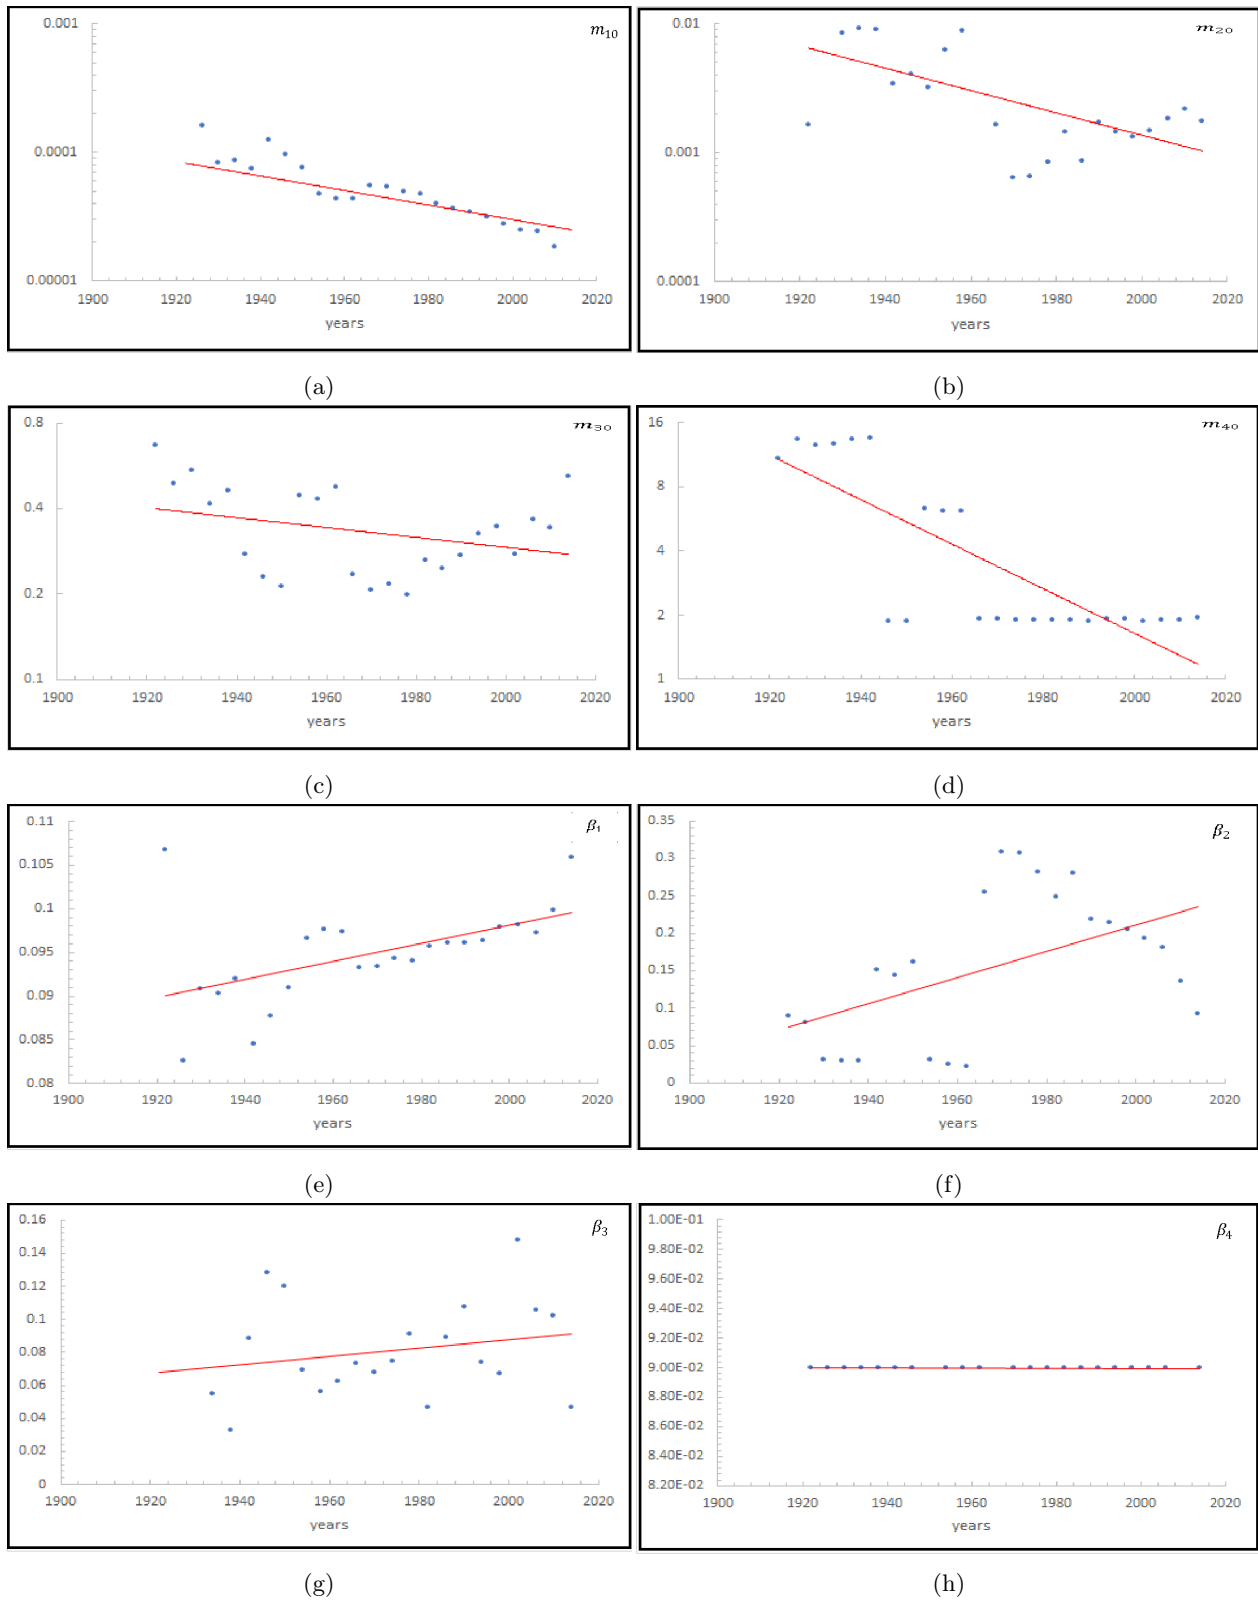 0.001
m₁₀
0.0001
0.00001
1900 1920 1940 1960 1980 2000 2020
years
(a)
0.01
m₂₀
0.001
0.0001
1900 1920 1940 1960 1980 2000 2020
years
(b)
0.8
m₃₀
0.4
0.2
0.1
1900 1920 1940 1960 1980 2000 2020
years
(c)
16
m₄₀
8
4
2
1
1900 1920 1940 1960 1980 2000 2020
years
(d)
0.11
β₁
0.105
0.1
0.095
0.09
0.085
0.08
1900 1920 1940 1960 1980 2000 2020
years
(e)
0.35
β₂
0.3
0.25
0.2
0.15
0.1
0.05
0
1900 1920 1940 1960 1980 2000 2020
years
(f)
0.16
β₃
0.14
0.12
0.1
0.08
0.06
0.04
0.02
0
1900 1920 1940 1960 1980 2000 2020
years
(g)
1.00E-01
β₄
9.80E-02
9.60E-02
9.40E-02
9.20E-02
9.00E-02
8.80E-02
8.60E-02
8.40E-02
8.20E-02
1900 1920 1940 1960 1980 2000 2020
years
(h)